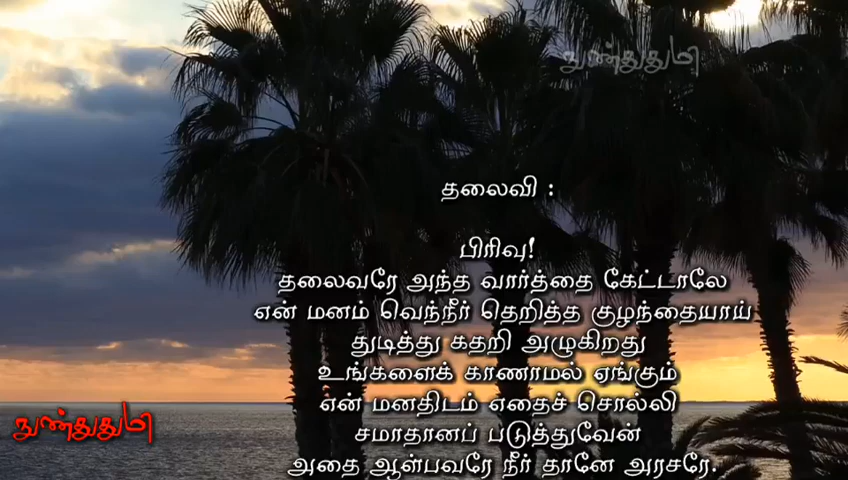 நுண்துதுமி
தலைவி :
பிரிவு!
தலைவரே அந்த வார்த்தை கேட்டாலே
என் மனம் வெந்நீர் தெறித்த குழந்தையாய்
துடித்து கதறி அழுகிறது
உங்களைக் காணாமல் ஏங்கும்
என் மனதிடம் எதைச் சொல்லி
சமாதானப் படுத்துவேன்
அதை ஆள்பவரே நீர் தானே அரசரே.
நுண்துதுமி